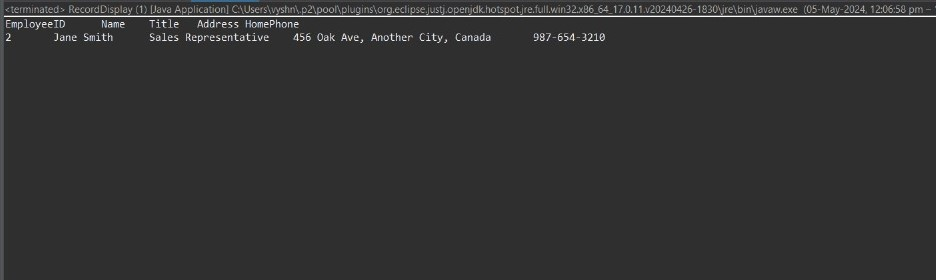 <terminated> RecordDisplay (1) [Java Application] C:\Users\vyshn\.p2\pool\plugins\org.eclipse.justj.openjdk.hotspot.jre.full.win32.x86_64_17.0.11.v20240426-1830\jre\bin\javaw.exe (05-May-2024, 12:06:58 pm –
EmployeeID Name Title Address HomePhone
2 Jane Smith Sales Representative 456 Oak Ave, Another City, Canada 987-654-3210